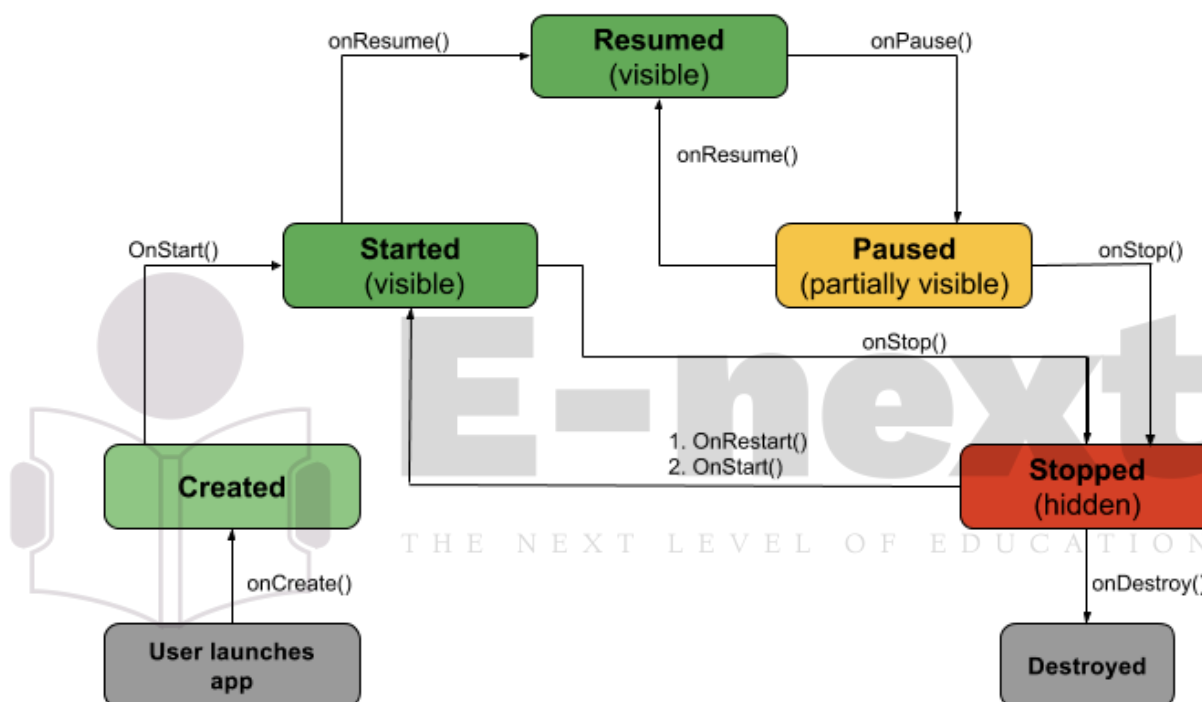 onResume()
Resumed
(visible)
onPause()
onResume()
OnStart()
Started
(visible)
Paused
(partially visible)
onStop()
onStop()
E-next
1. OnRestart()
2. OnStart()
Created
Stopped
(hidden)
THE NEXT LEVEL OF EDUCATION
onCreate()
onDestroy()
User launches
app
Destroyed